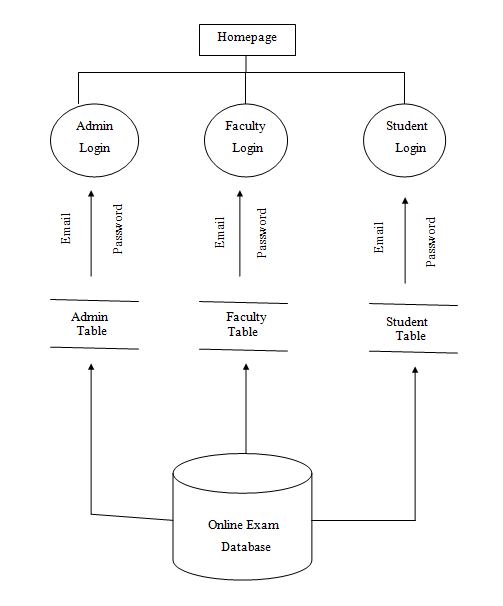 Homepage
Admin
Login
Faculty
Login
Student
Login
Email
Password
Email
Password
Email
Password
Admin
Table
Faculty
Table
Student
Table
Online Exam
Database